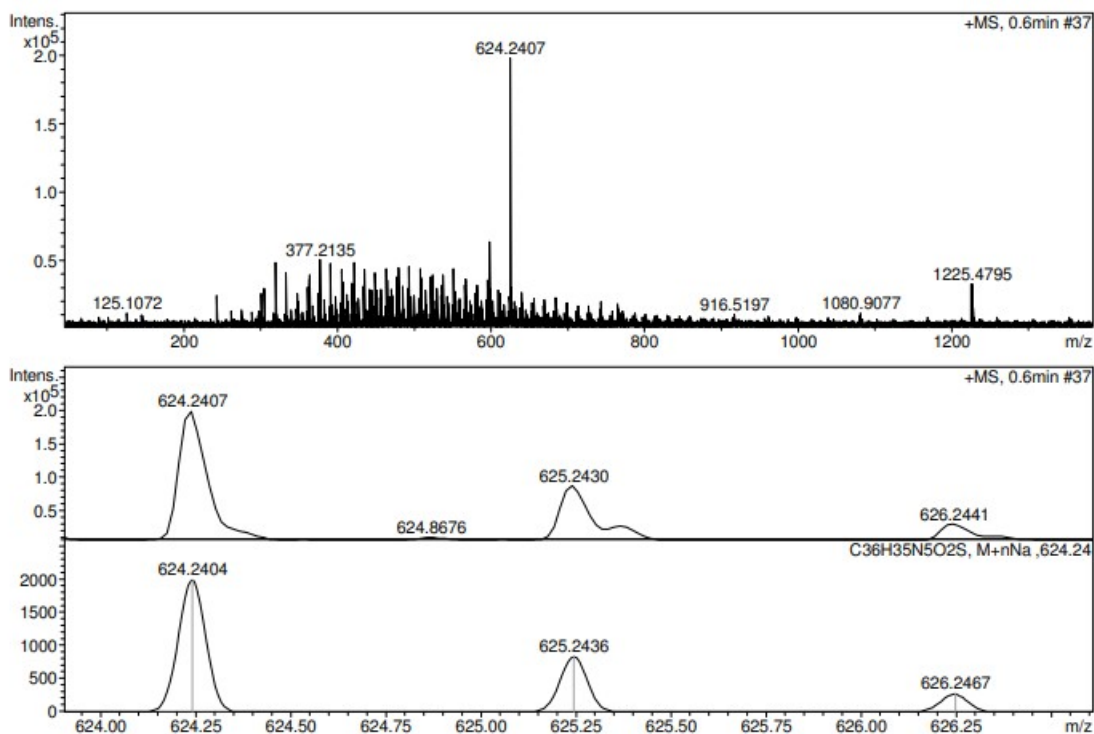 Intens.
x10⁵
+MS, 0.6min #37
624.2407
2.0
1.5
1.0
377.2135
0.5
1225.4795
125.1072
916.5197
1080.9077
200 400 600 800 1000 1200 m/z
Intens.
x10⁵
+MS, 0.6min #37
624.2407
2.0
1.5
625.2430
1.0
0.5
624.8676
626.2441
C36H35N5O2S, M+nNa ,624.24
624.2404
2000
1500
625.2436
1000
626.2467
500
0
624.00 624.25 624.50 624.75 625.00 625.25 625.50 625.75 626.00 626.25 m/z